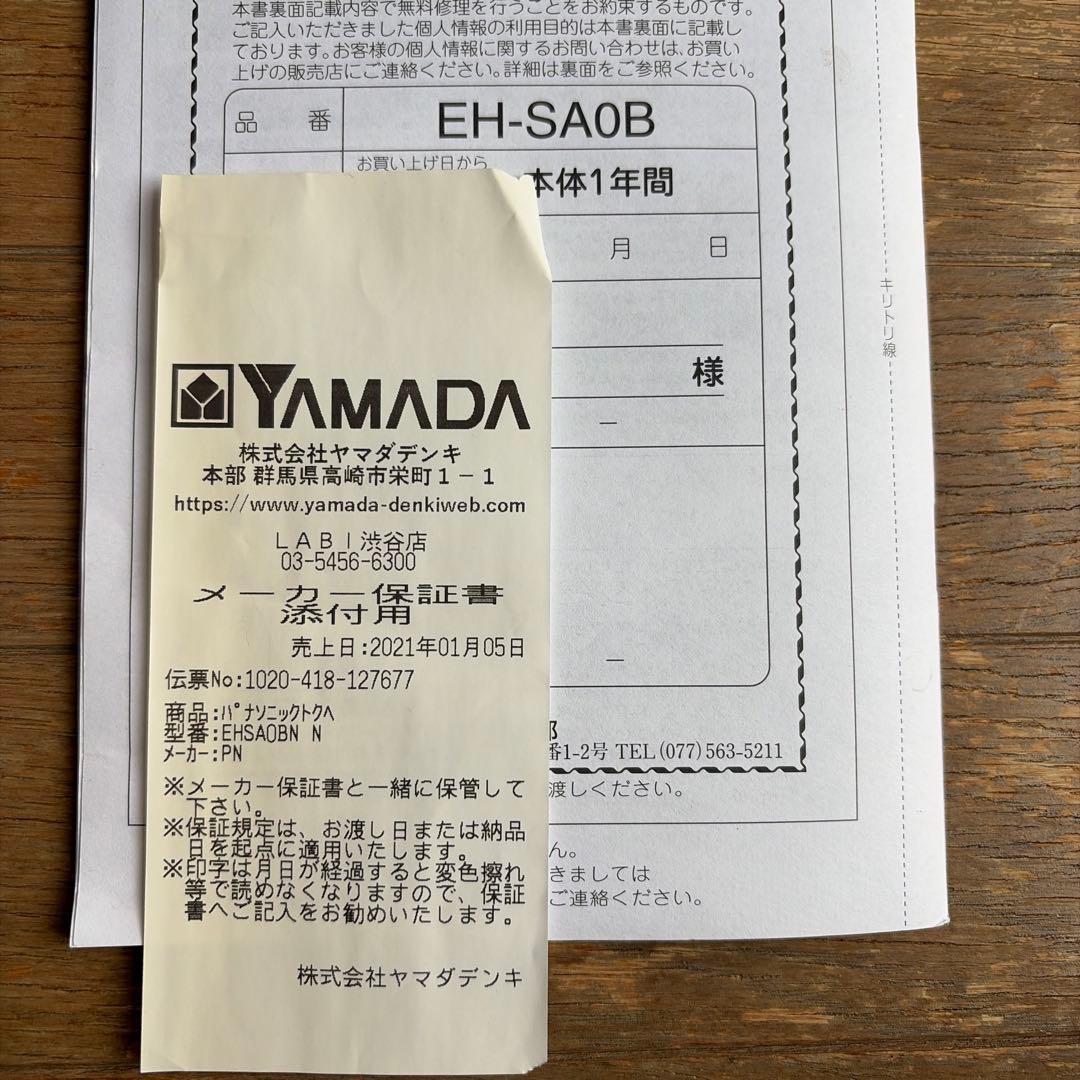 本書裏面記載内容で無料修理を行うことをお約束するものです。
ご記入いただきました個人情報の利用目的は本書裏面に記載し
ております。お客様の個人情報に関するお問い合わせは、お買い
上げの販売店にご連絡ください。詳細は裏面をご参照ください。
品 番 EH-SA0B
お買い上げ日から
本体1年間
月 日
様
−
−
キリトリ線
番1-2号 TEL(077)563-5211
渡しください。
ん。
きましては
ご連絡ください。
YAMADA
株式会社ヤマダデンキ
本部 群馬県高崎市栄町1-1
https://www.yamada-denkiweb.com
LABI渋谷店
03-5456-6300
メーカー保証書
添付用
売上日:2021年01月05日
伝票No:1020-418-127677
商品:パナソニックトクヘ
型番:EHSA0BN N
メーカー:PN
※メーカー保証書と一緒に保管して
下さい。
※保証規定は、お渡し日または納品
日を起点に適用いたします。
※印字は月日が経過すると変色擦れ
等で読めなくなりますので、保証
書へご記入をお勧めいたします。
株式会社ヤマダデンキ